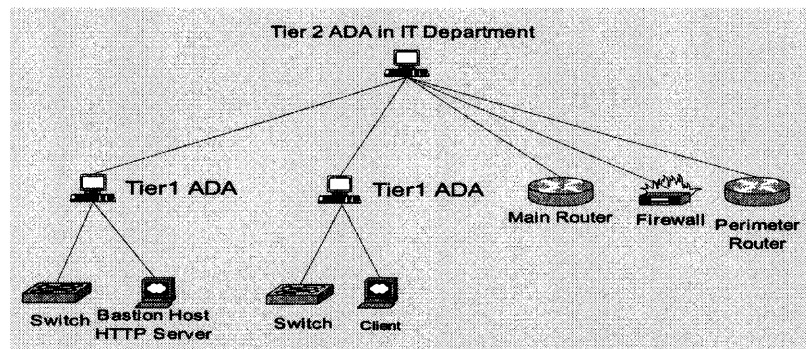 Tier 2 ADA in IT Department
Tier1 ADA
Tier1 ADA
Main Router
Firewall
Perimeter
Router
Switch
Bastion Host
HTTP Server
Switch
Client